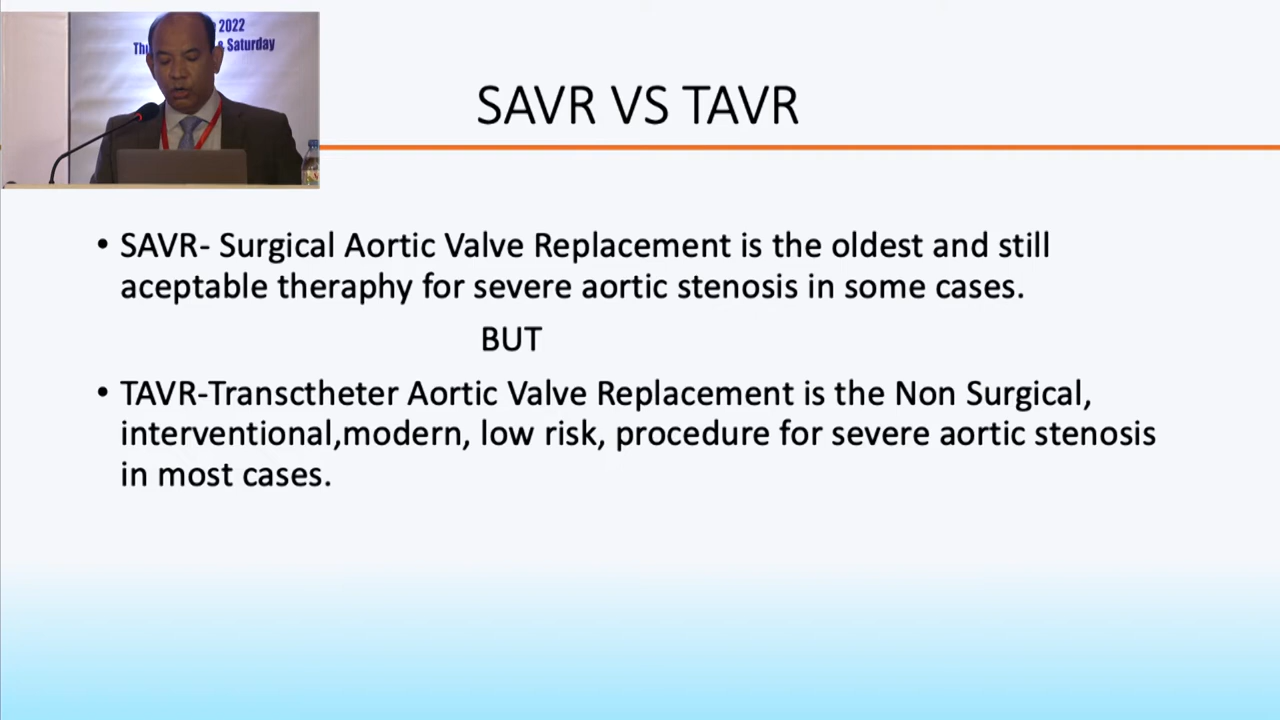 2022
Saturday
SAVR VS TAVR
• SAVR- Surgical Aortic Valve Replacement is the oldest and still
aceptable theraphy for severe aortic stenosis in some cases.
BUT
• TAVR-Transctheter Aortic Valve Replacement is the Non Surgical,
interventional,modern, low risk, procedure for severe aortic stenosis
in most cases.